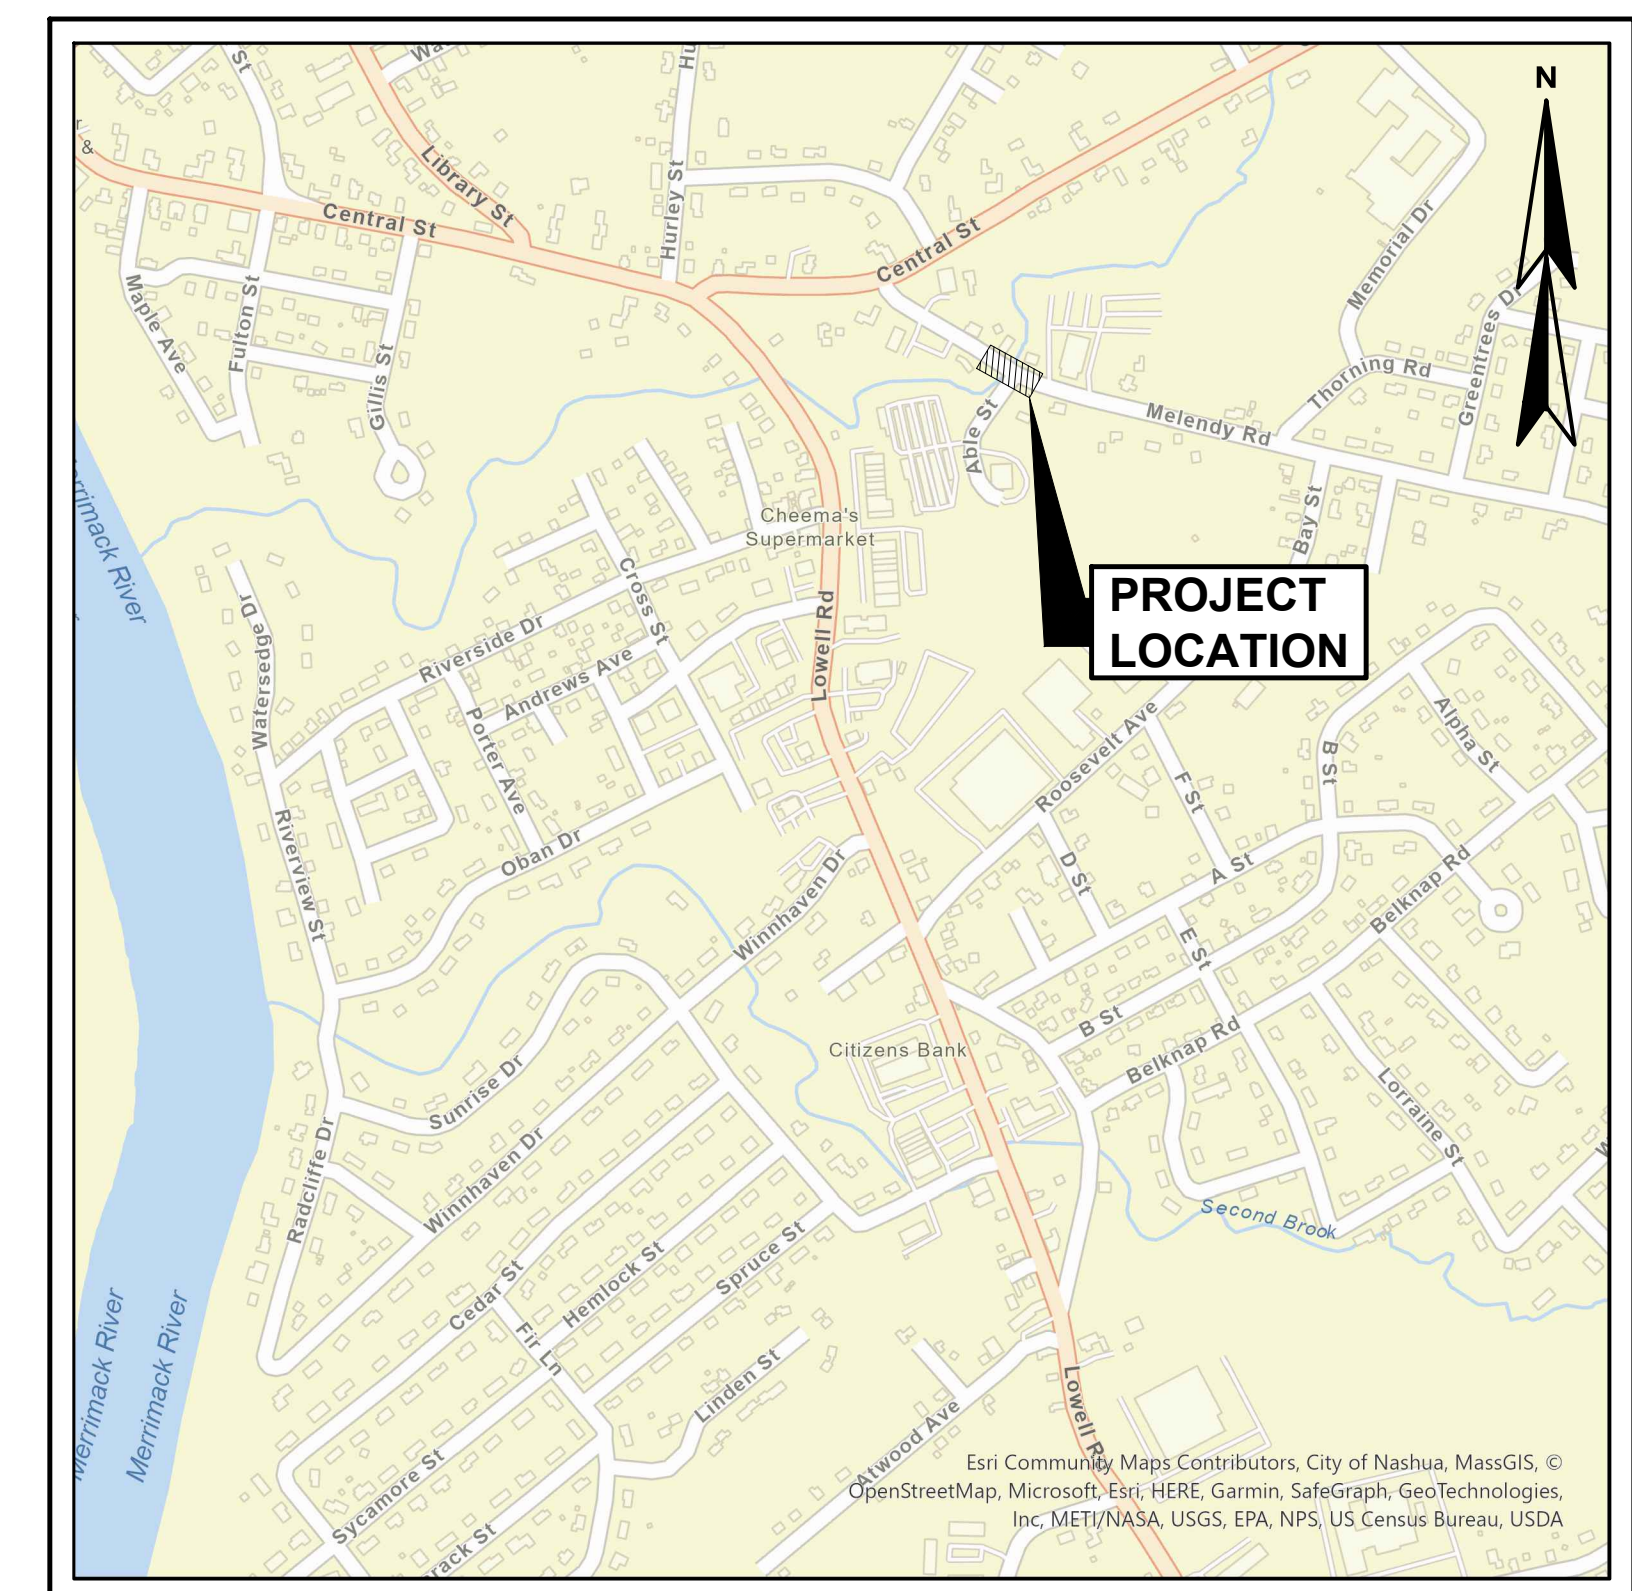 N
St
Library St
Central St
Hurley St
Central St
Memorial Dr
Maple Ave
Fulton St
Gillis St
Greentrees Dr
Thorning Rd
Melendy Rd
Able St
Bay St
Cheema's
Supermarket
Merrimack River
PROJECT
LOCATION
Cross St
Lowell Rd
Watersedge Dr
Riverside Dr
Andrews Ave
Porter Ave
Roosevelt Ave
Alpha St
B St
F St
Riverview St
Oban Dr
D St
A St
Winnhaven Dr
Belknap Rd
E St
B St
Citizens Bank
Belknap Rd
Sunrise Dr
Lorraine St
Radcliffe Dr
Winnhaven Dr
Second Brook
Cedar St
Hemlock St
Spruce St
Fir Ln
Merrimack River
Merrimack River
Linden St
Lowell Rd
Atwood Ave
Sycamore St
Esri Community Maps Contributors, City of Nashua, MassGIS, ©
OpenStreetMap, Microsoft, Esri, HERE, Garmin, SafeGraph, GeoTechnologies,
Inc, METI/NASA, USGS, EPA, NPS, US Census Bureau, USDA